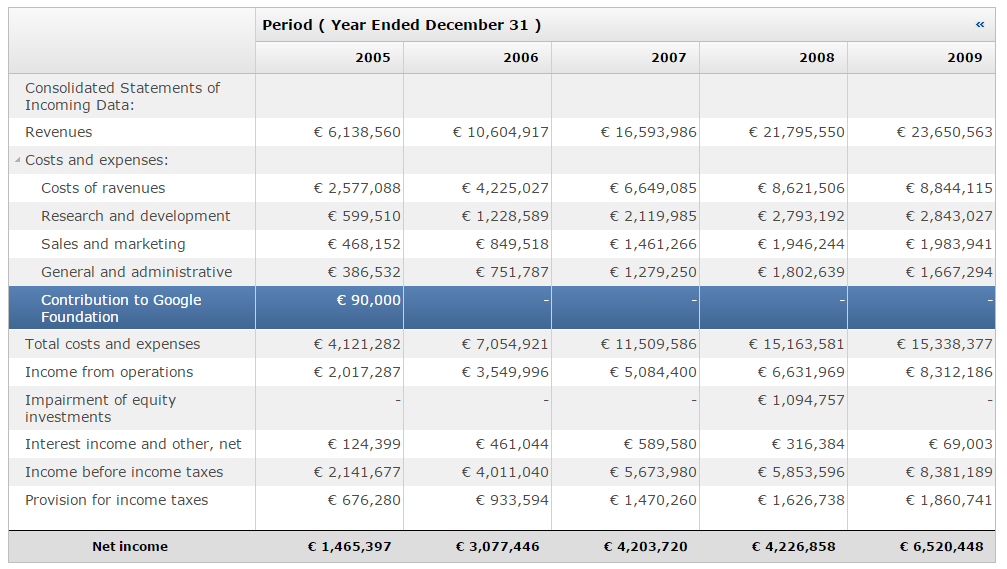 Period ( Year Ended December 31 ) «
2005 2006 2007 2008 2009
Consolidated Statements of
Incoming Data:
Revenues € 6,138,560 € 10,604,917 € 16,593,986 € 21,795,550 € 23,650,563
Costs and expenses:
Costs of ravenues € 2,577,088 € 4,225,027 € 6,649,085 € 8,621,506 € 8,844,115
Research and development € 599,510 € 1,228,589 € 2,119,985 € 2,793,192 € 2,843,027
Sales and marketing € 468,152 € 849,518 € 1,461,266 € 1,946,244 € 1,983,941
General and administrative € 386,532 € 751,787 € 1,279,250 € 1,802,639 € 1,667,294
Contribution to Google € 90,000 - - - -
Foundation
Total costs and expenses € 4,121,282 € 7,054,921 € 11,509,586 € 15,163,581 € 15,338,377
Income from operations € 2,017,287 € 3,549,996 € 5,084,400 € 6,631,969 € 8,312,186
Impairment of equity - - - € 1,094,757 -
investments
Interest income and other, net € 124,399 € 461,044 € 589,580 € 316,384 € 69,003
Income before income taxes € 2,141,677 € 4,011,040 € 5,673,980 € 5,853,596 € 8,381,189
Provision for income taxes € 676,280 € 933,594 € 1,470,260 € 1,626,738 € 1,860,741
Net income € 1,465,397 € 3,077,446 € 4,203,720 € 4,226,858 € 6,520,448